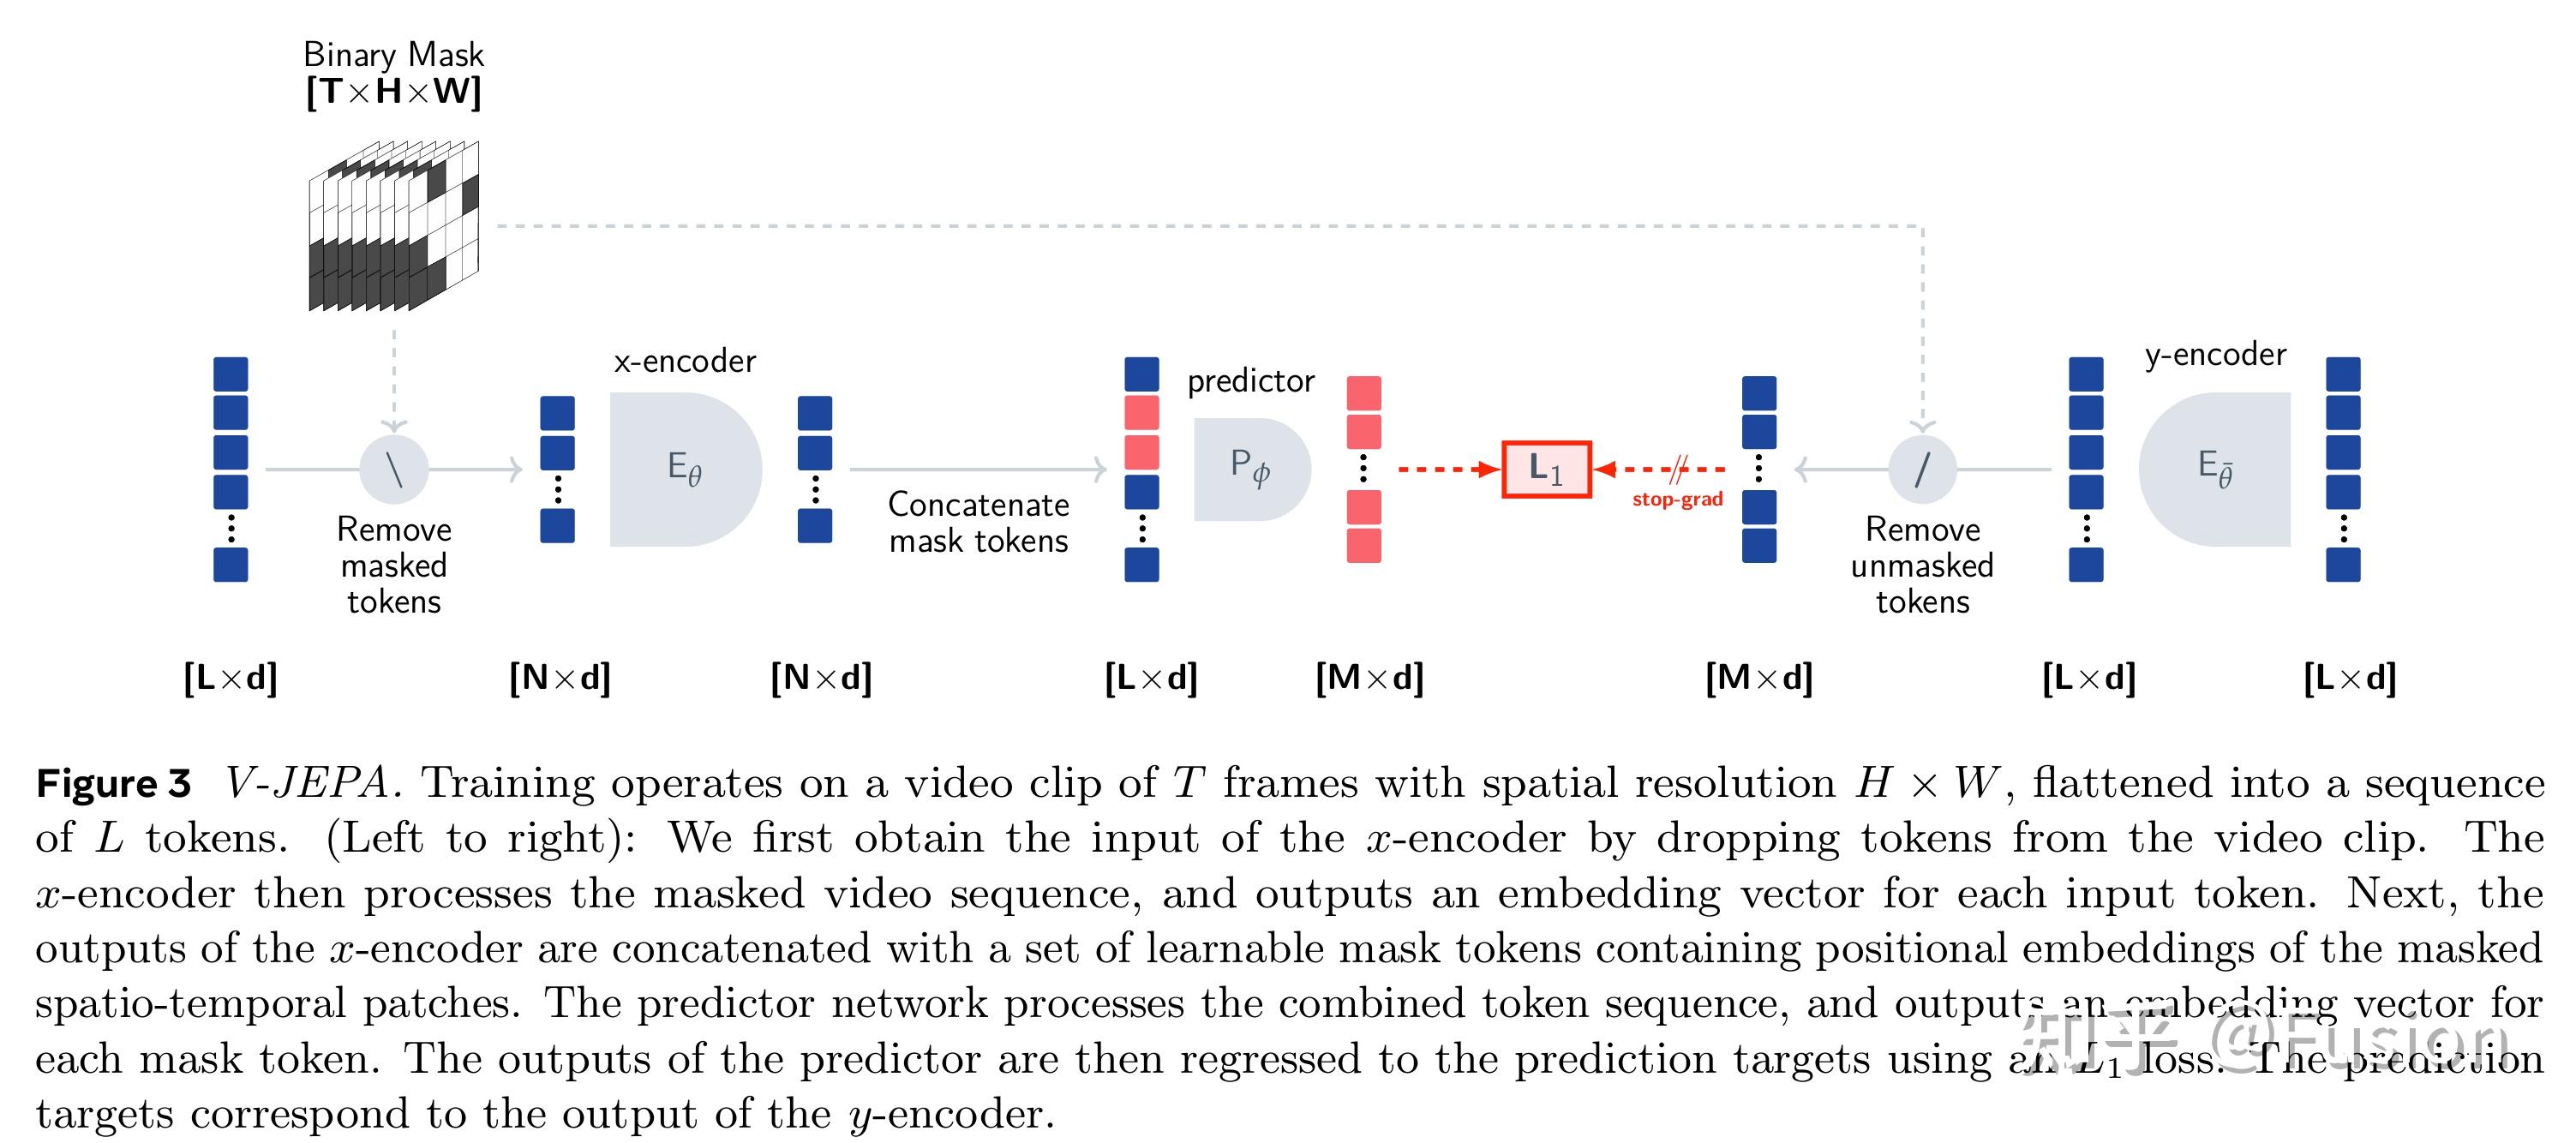 Binary Mask
[T×H×W]
x-encoder
y-encoder
predictor
\
E_θ
P_ϕ
L_1
/
E_θ̄
stop-grad
Concatenate
mask tokens
Remove
masked
tokens
Remove
unmasked
tokens
[L×d]
[N×d]
[N×d]
[L×d]
[M×d]
[M×d]
[L×d]
[L×d]
Figure 3 V-JEPA. Training operates on a video clip of T frames with spatial resolution H × W, flattened into a sequence
of L tokens. (Left to right): We first obtain the input of the x-encoder by dropping tokens from the video clip. The
x-encoder then processes the masked video sequence, and outputs an embedding vector for each input token. Next, the
outputs of the x-encoder are concatenated with a set of learnable mask tokens containing positional embeddings of the masked
spatio-temporal patches. The predictor network processes the combined token sequence, and outputs an embedding vector for
each mask token. The outputs of the predictor are then regressed to the prediction targets using an L_1 loss. The prediction
targets correspond to the output of the y-encoder.
知乎 @Fusion